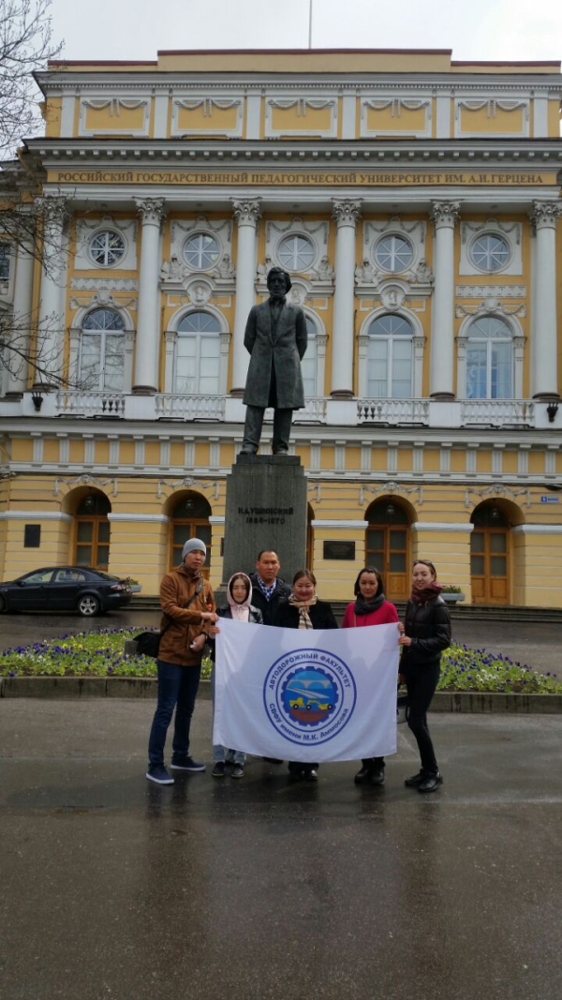 РОССИЙСКИЙ ГОСУДАРСТВЕННЫЙ ПЕДАГОГИЧЕСКИЙ УНИВЕРСИТЕТ ИМ. А.И. ГЕРЦЕНА
К.Д.УШИНСКИЙ
1824-1870
АВТОДОРОЖНЫЙ ФАКУЛЬТЕТ
СВФУ имени М.К. Аммосова